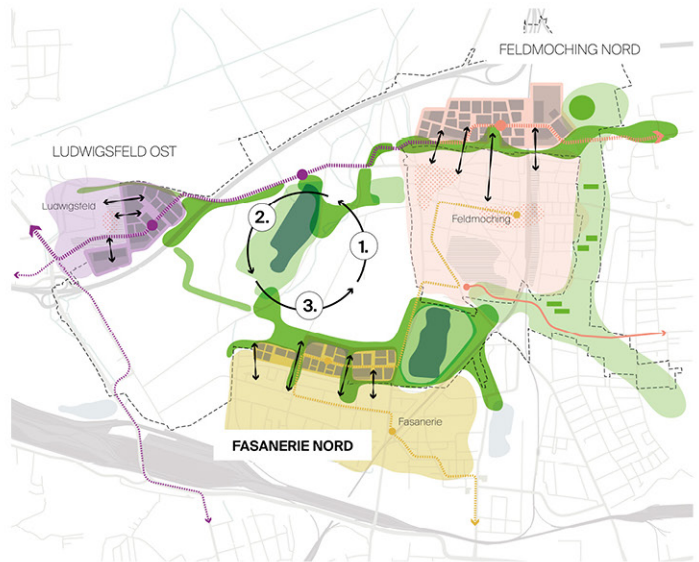 FELDMOCHING NORD
LUDWIGSFELD OST
Ludwigsfeld
Feldmoching
2.
1.
3.
Fasanerie
FASANERIE NORD